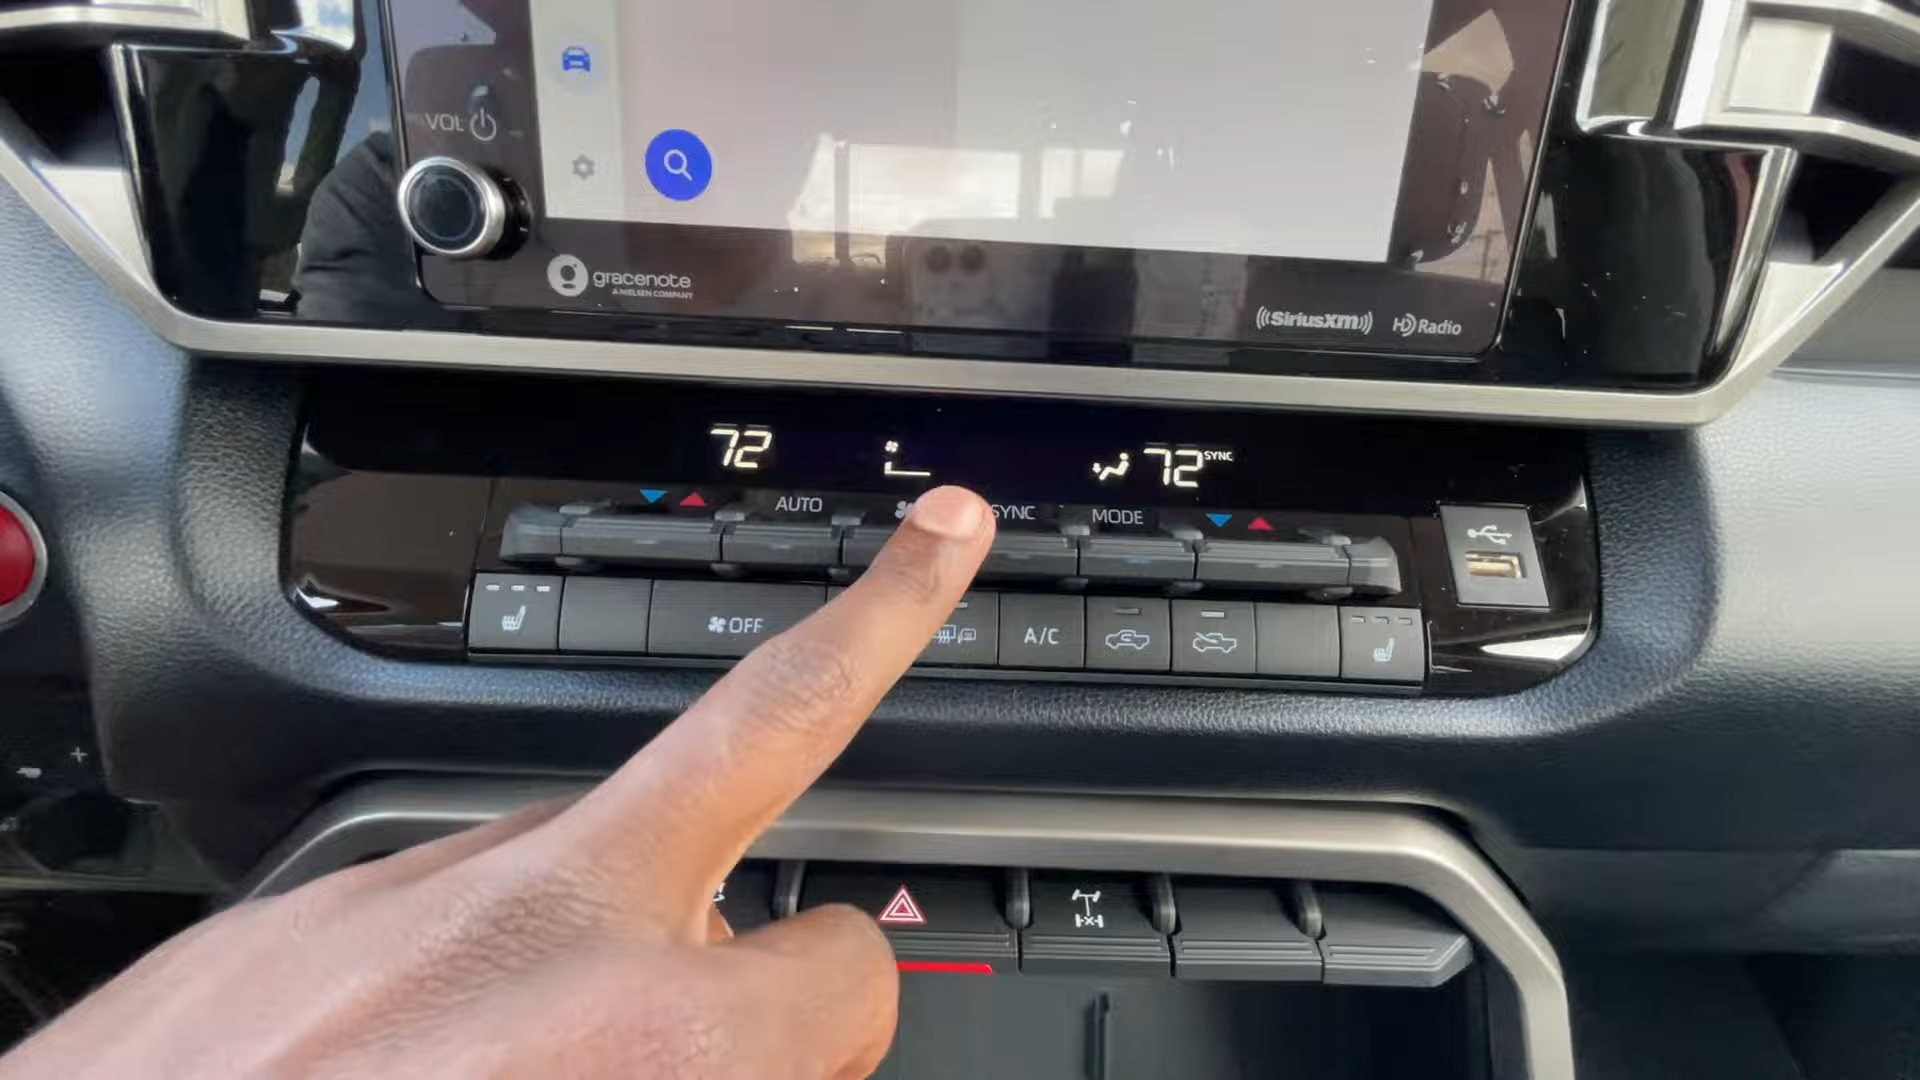 VOL
gracenote
A NIELSEN COMPANY
SiriusXM
HD Radio
72
72 SYNC
AUTO
SYNC
MODE
OFF
A/C